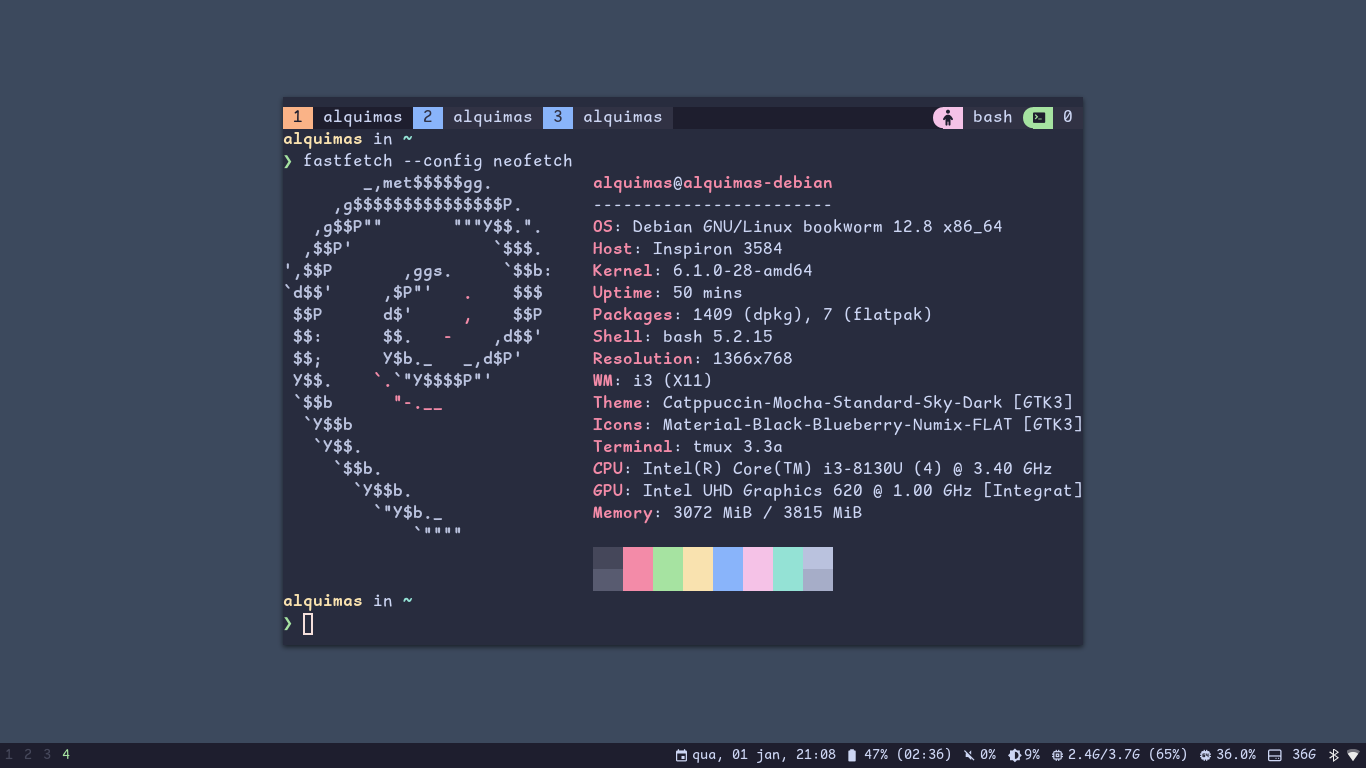 1 alquimas 2 alquimas 3 alquimas bash 0
alquimas in ~
❯ fastfetch --config neofetch
        _,met$$$$$gg.          alquimas@alquimas-debian
     ,g$$$$$$$$$$$$$$$P.       ------------------------
   ,g$$P""       """Y$$.".     OS: Debian GNU/Linux bookworm 12.8 x86_64
  ,$$P'              `$$$.     Host: Inspiron 3584
',$$P       ,ggs.     `$$b:    Kernel: 6.1.0-28-amd64
`d$$'     ,$P"'   .    $$$     Uptime: 50 mins
 $$P      d$'     ,    $$P     Packages: 1409 (dpkg), 7 (flatpak)
 $$:      $$.   -    ,d$$'     Shell: bash 5.2.15
 $$;      Y$b._   _,d$P'       Resolution: 1366x768
 Y$$.    `.`"Y$$$$P"'          WM: i3 (X11)
 `$$b      "-.__               Theme: Catppuccin-Mocha-Standard-Sky-Dark [GTK3]
  `Y$$b                        Icons: Material-Black-Blueberry-Numix-FLAT [GTK3]
   `Y$$.                       Terminal: tmux 3.3a
     `$$b.                     CPU: Intel(R) Core(TM) i3-8130U (4) @ 3.40 GHz
       `Y$$b.                  GPU: Intel UHD Graphics 620 @ 1.00 GHz [Integrat]
         `"Y$b._               Memory: 3072 MiB / 3815 MiB
             `""""
alquimas in ~
❯
1 2 3 4 qua, 01 jan, 21:08 47% (02:36) 0% 9% 2.4G/3.7G (65%) 36.0% 36G